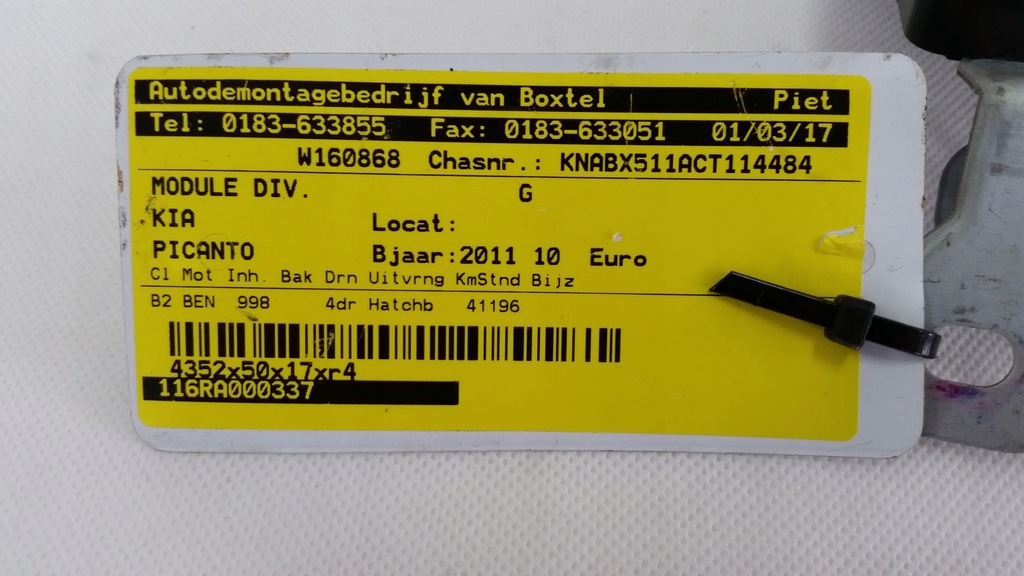 Autodemontagebedrijf van Boxtel Piet
Tel: 0183-633855 Fax: 0183-633051 01/03/17
W160868 Chasnr.: KNABX511ACT114484
MODULE DIV. G
KIA Locat:
PICANTO Bjaar:2011 10 Euro
Cl Mot Inh. Bak Drn Uitvrng KmStnd Bijz
B2 BEN 998 4dr Hatchb 41196
4352x50x17xr4
116RA000337